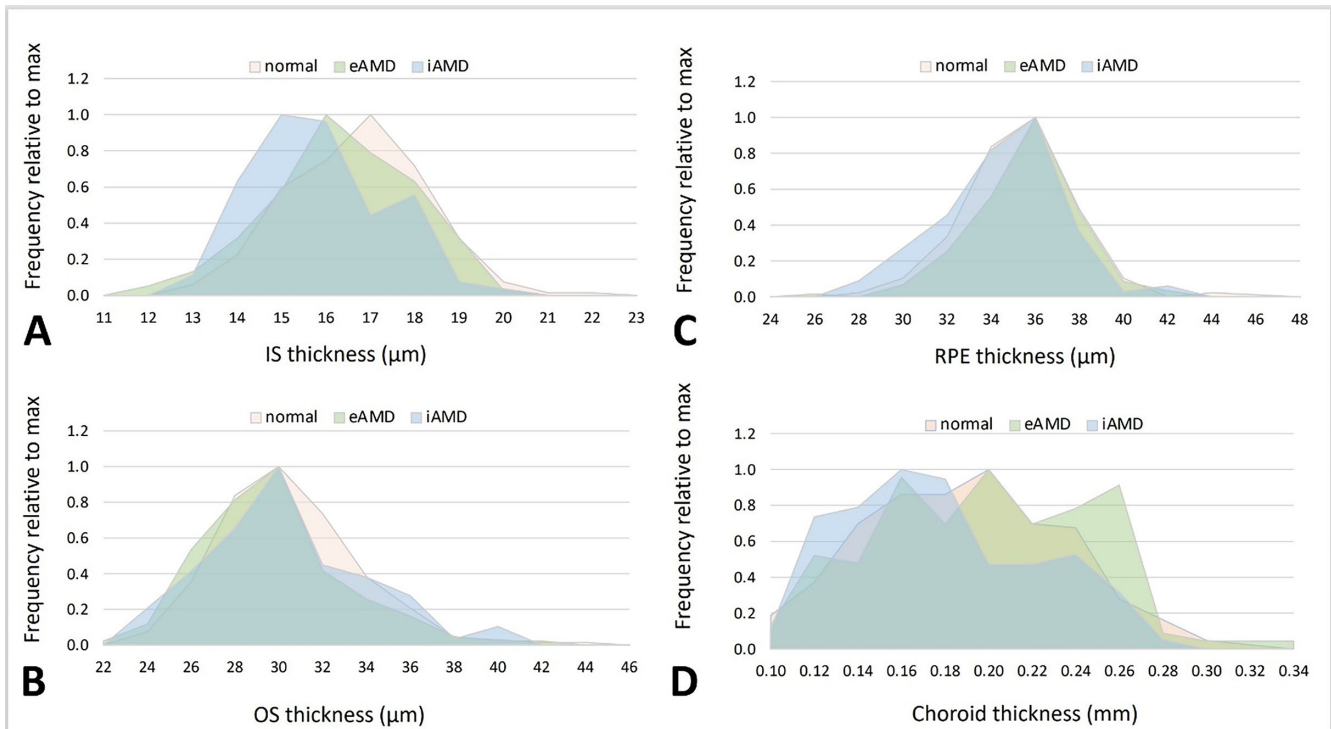 normal eAMD iAMD
Frequency relative to max
1.2
1.0
0.8
0.6
0.4
0.2
0.0
11 12 13 14 15 16 17 18 19 20 21 22 23
A
IS thickness (μm)
normal eAMD iAMD
Frequency relative to max
1.2
1.0
0.8
0.6
0.4
0.2
0.0
22 24 26 28 30 32 34 36 38 40 42 44 46
B
OS thickness (μm)
normal eAMD iAMD
Frequency relative to max
1.2
1.0
0.8
0.6
0.4
0.2
0.0
24 26 28 30 32 34 36 38 40 42 44 46 48
C
RPE thickness (μm)
normal eAMD iAMD
Frequency relative to max
1.2
1.0
0.8
0.6
0.4
0.2
0.0
0.10 0.12 0.14 0.16 0.18 0.20 0.22 0.24 0.26 0.28 0.30 0.32 0.34
D
Choroid thickness (mm)